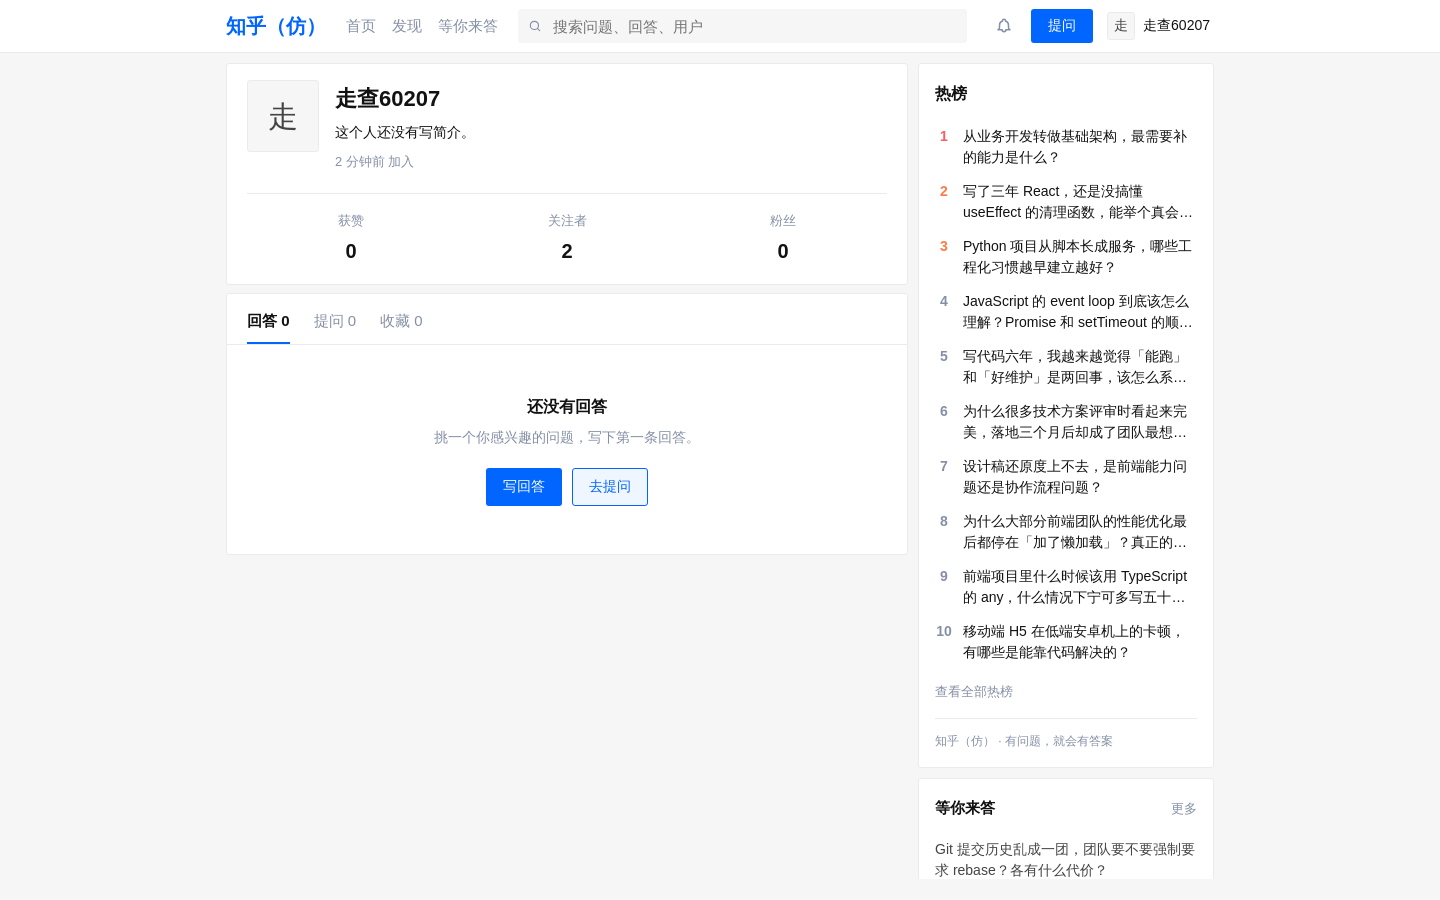 知乎（仿）
首页 发现 等你来答
搜索问题、回答、用户
提问
走
走查60207
走
走查60207
这个人还没有写简介。
2 分钟前 加入
获赞 关注者 粉丝
0 2 0
回答 0 提问 0 收藏 0
还没有回答
挑一个你感兴趣的问题，写下第一条回答。
写回答 去提问
热榜
1 从业务开发转做基础架构，最需要补
的能力是什么？
2 写了三年 React，还是没搞懂
useEffect 的清理函数，能举个真会…
3 Python 项目从脚本长成服务，哪些工
程化习惯越早建立越好？
4 JavaScript 的 event loop 到底该怎么
理解？Promise 和 setTimeout 的顺…
5 写代码六年，我越来越觉得「能跑」
和「好维护」是两回事，该怎么系…
6 为什么很多技术方案评审时看起来完
美，落地三个月后却成了团队最想…
7 设计稿还原度上不去，是前端能力问
题还是协作流程问题？
8 为什么大部分前端团队的性能优化最
后都停在「加了懒加载」？真正的…
9 前端项目里什么时候该用 TypeScript
的 any，什么情况下宁可多写五十…
10 移动端 H5 在低端安卓机上的卡顿，
有哪些是能靠代码解决的？
查看全部热榜
知乎（仿） · 有问题，就会有答案
等你来答 更多
Git 提交历史乱成一团，团队要不要强制要
求 rebase？各有什么代价？